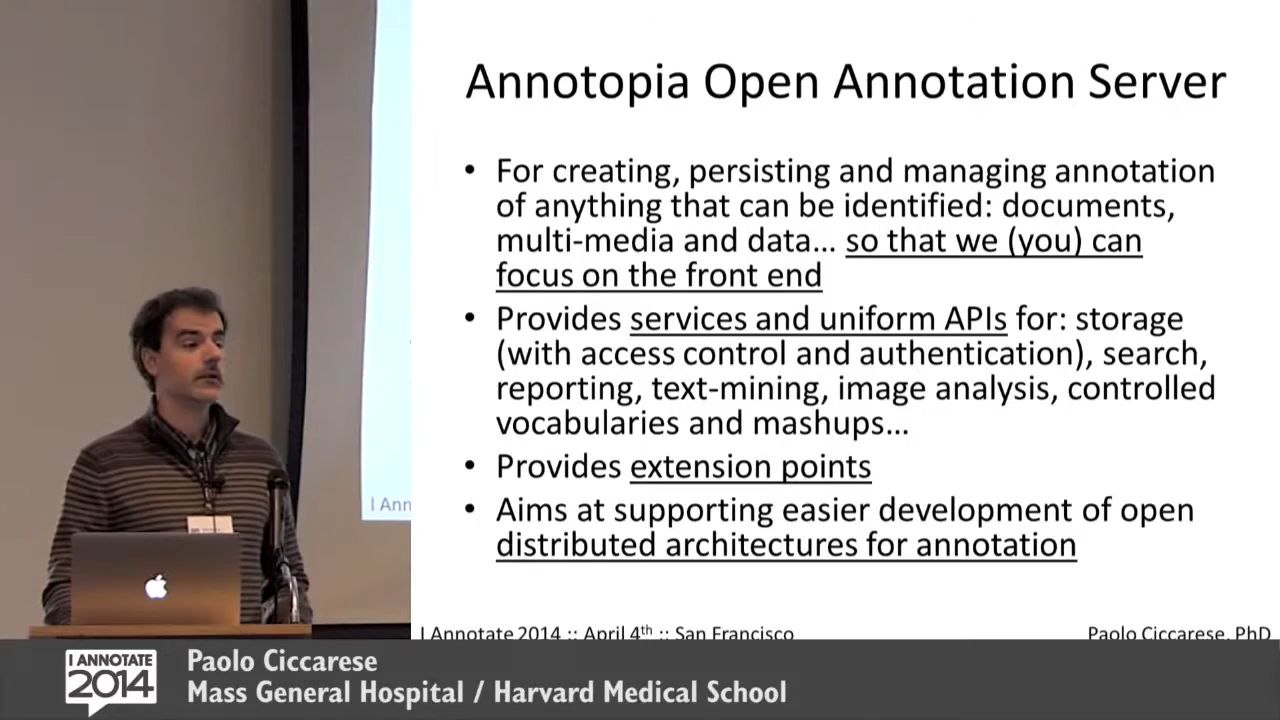 Annotopia Open Annotation Server
• For creating, persisting and managing annotation
of anything that can be identified: documents,
multi-media and data... so that we (you) can
focus on the front end
• Provides services and uniform APIs for: storage
(with access control and authentication), search,
reporting, text-mining, image analysis, controlled
vocabularies and mashups...
• Provides extension points
• Aims at supporting easier development of open
distributed architectures for annotation
I Ann
I Annotate 2014 :: April 4th :: San Francisco
Paolo Ciccarese, PhD
I ANNOTATE
2014
Paolo Ciccarese
Mass General Hospital / Harvard Medical School